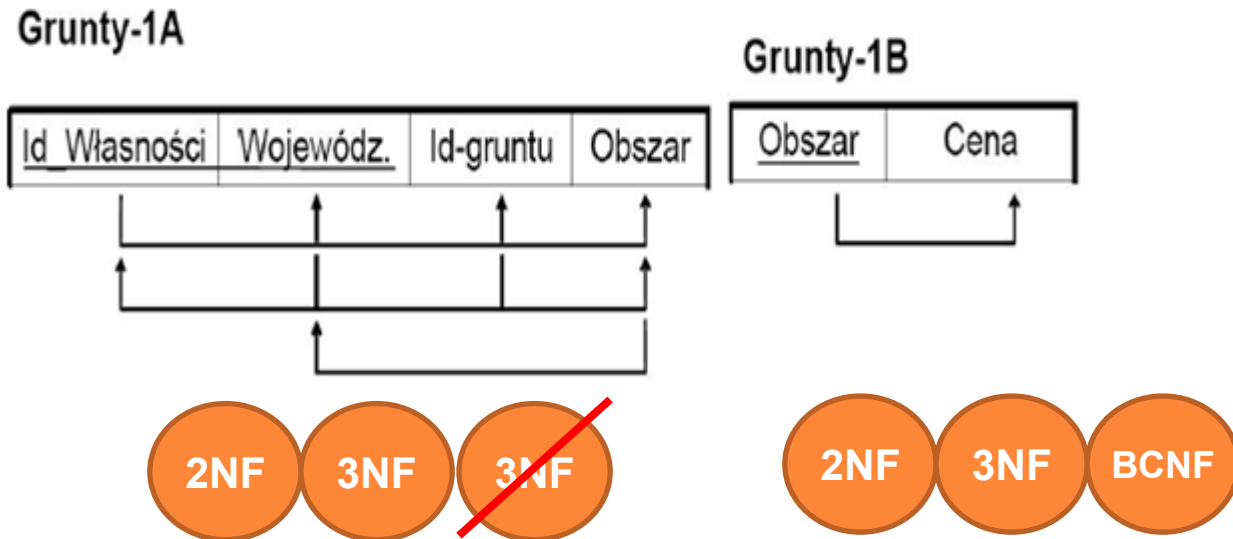 Grunty-1A
Id_Własności Wojewódz. Id-gruntu Obszar
2NF 3NF 3NF
Grunty-1B
Obszar Cena
2NF 3NF BCNF